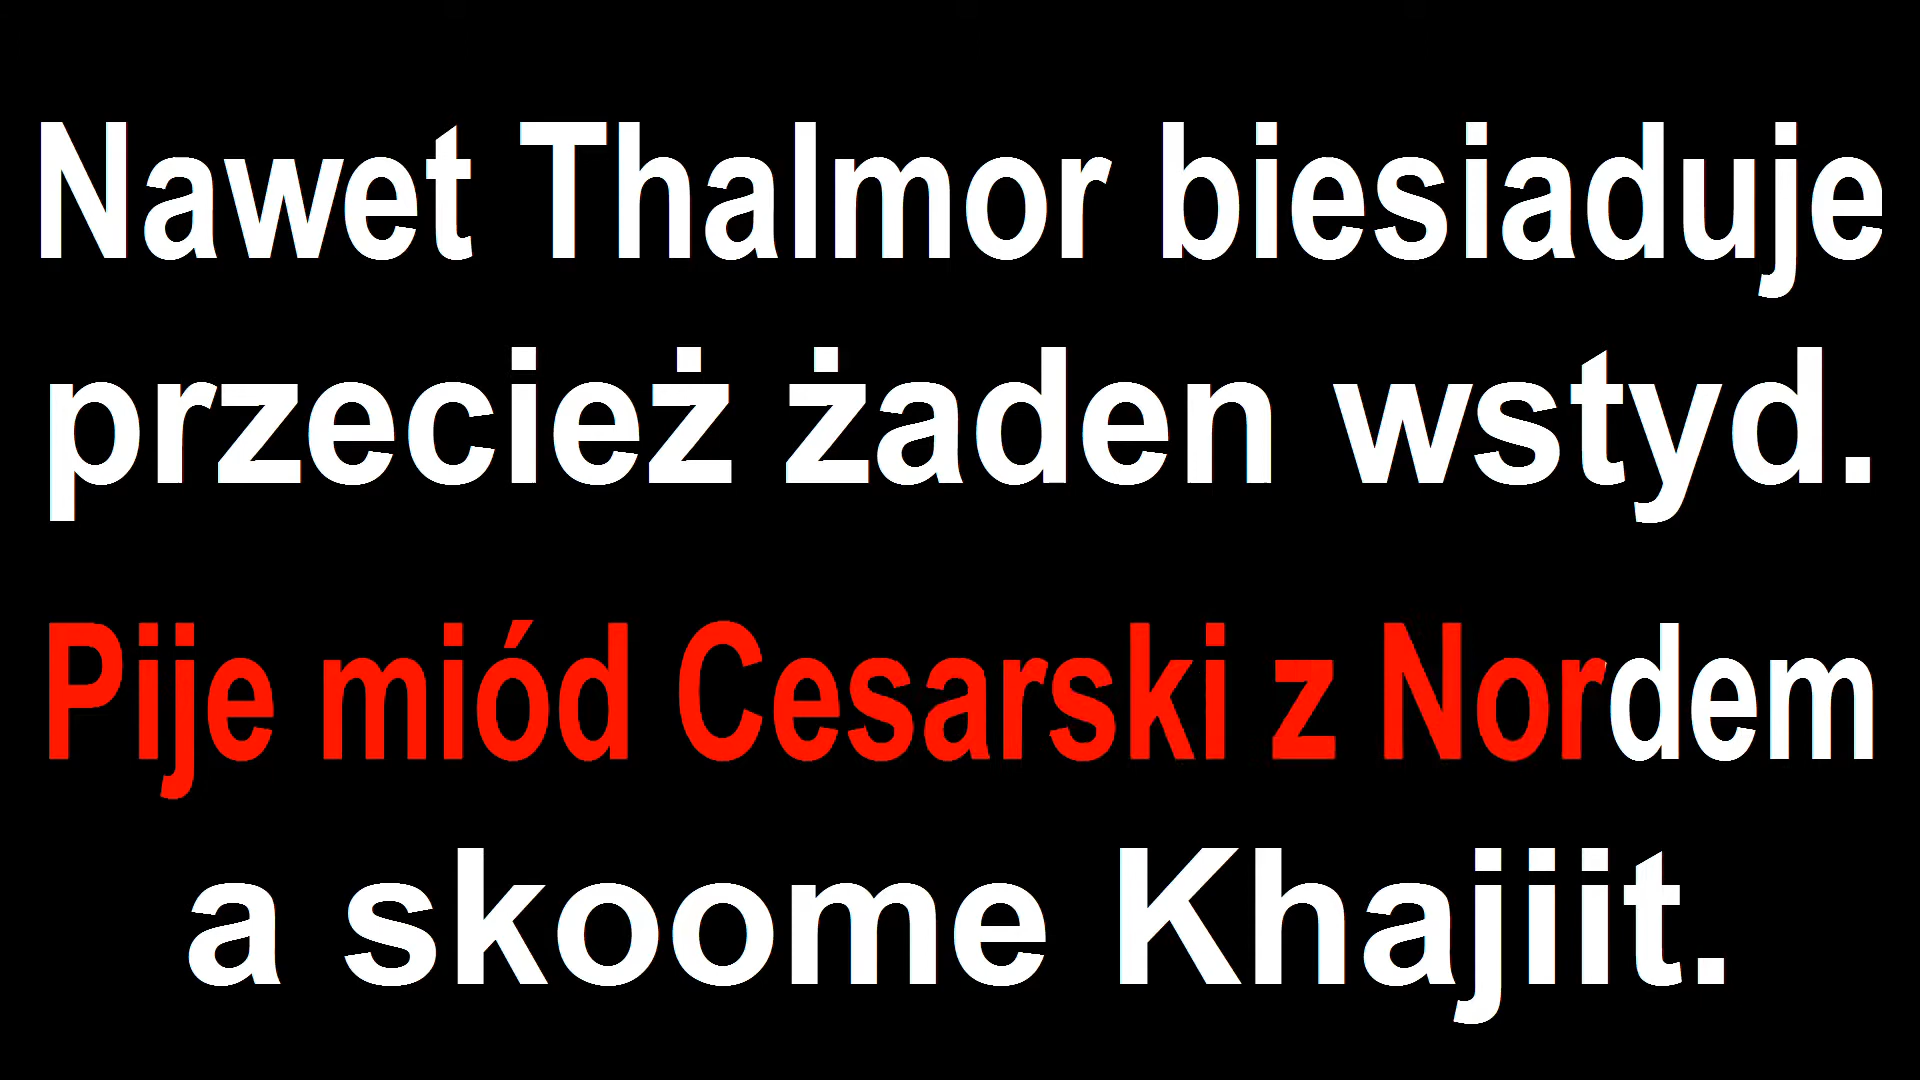 Nawet Thalmor biesiaduje
przecież żaden wstyd.
Pije miód Cesarski z Nordem
a skoome Khajiit.